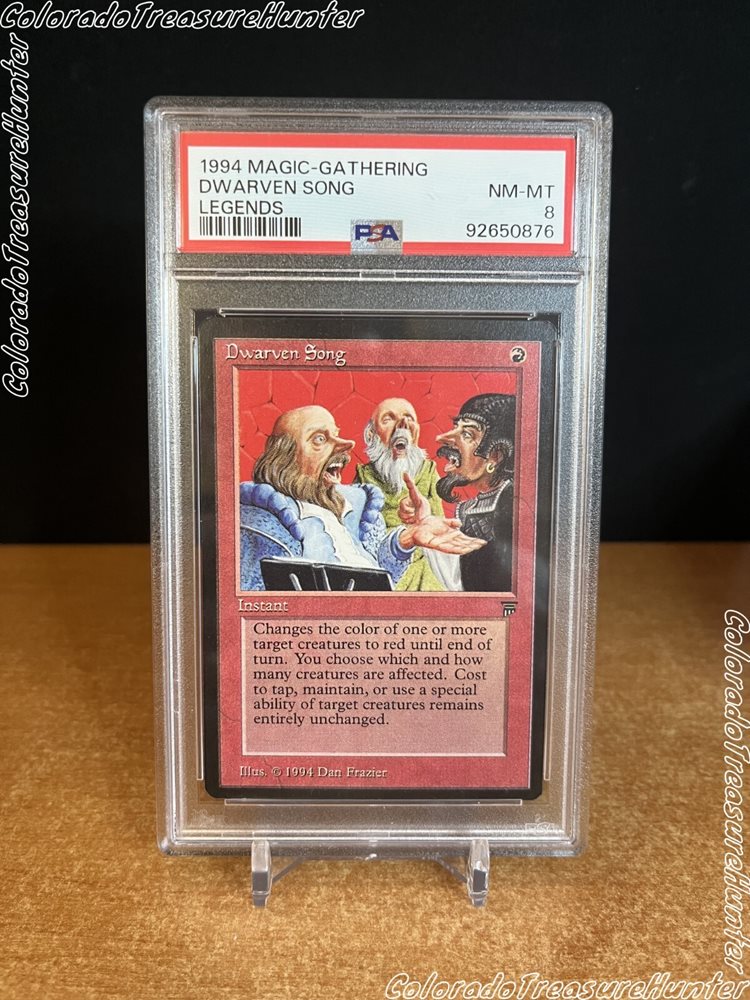 ColoradoTreasureHunter
ColoradoTreasureHunter
1994 MAGIC-GATHERING
DWARVEN SONG NM-MT
LEGENDS 8
PSA 92650876
Dwarven Song
Instant
Changes the color of one or more
target creatures to red until end of
turn. You choose which and how
many creatures are affected. Cost
to tap, maintain, or use a special
ability of target creatures remains
entirely unchanged.
Illus. © 1994 Dan Frazier
ColoradoTreasureHunter
ColoradoTreasureHunter